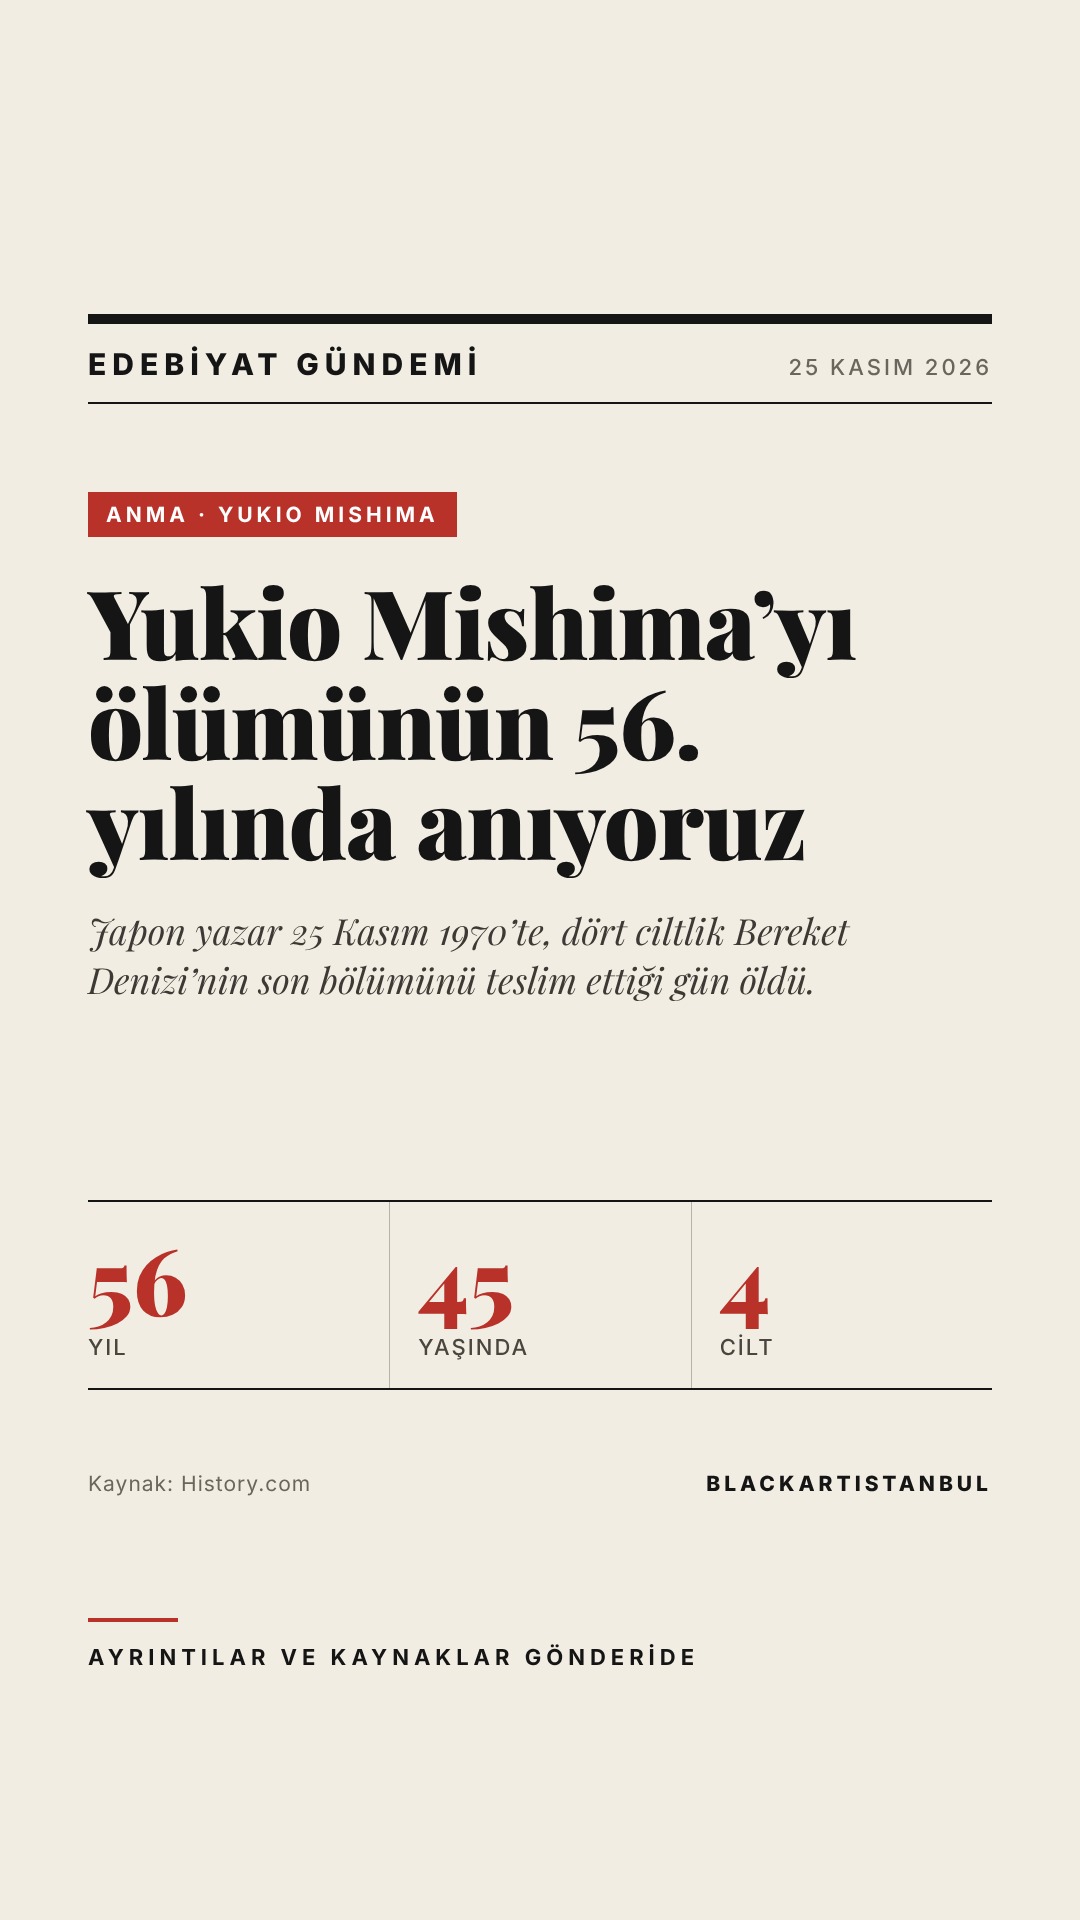 EDEBİYAT GÜNDEMİ
25 KASIM 2026
ANMA · YUKIO MISHIMA
Yukio Mishima’yı
ölümünün 56.
yılında anıyoruz
Japon yazar 25 Kasım 1970’te, dört ciltlik Bereket
Denizi’nin son bölümünü teslim ettiği gün öldü.
56
YIL
45
YAŞINDA
4
CİLT
Kaynak: History.com
BLACKARTISTANBUL
AYRINTILAR VE KAYNAKLAR GÖNDERİDE